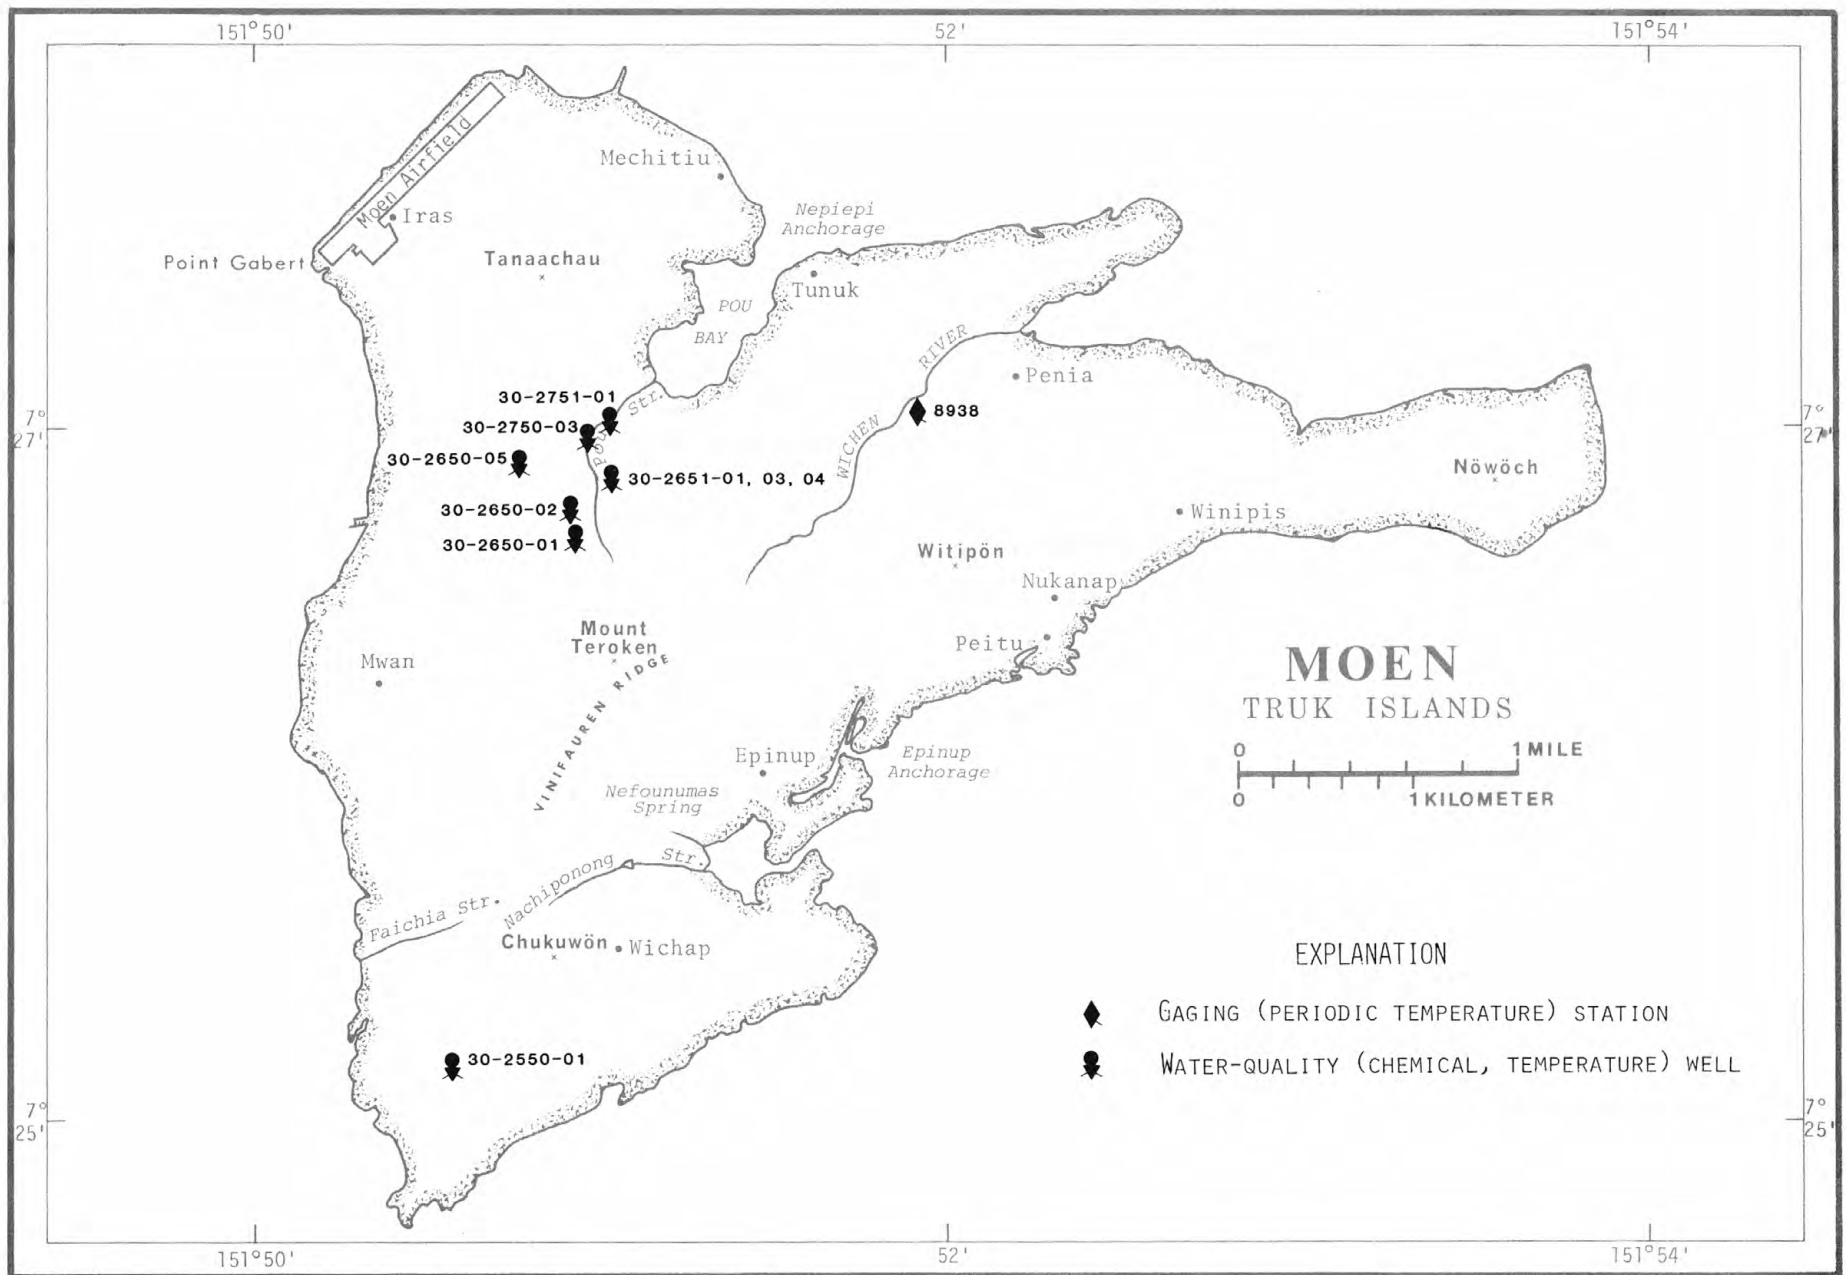 151°50'
52'
151°54'
Moen Airfield
Mechitiu
Iras
Nepiepi
Anchorage
Point Gabert
Tanaachau
Tunuk
POU
BAY
RIVER
Penia
30-2751-01
Str.
8938
7°
27'
7°
27'
30-2750-03
Pou
WICHEN
30-2650-05
30-2651-01, 03, 04
Nöwöch
30-2650-02
Winipis
30-2650-01
Witipön
Nukanap
Mount
Teroken
Peitu
Mwan
VINIFAUREN RIDGE
MOEN
TRUK ISLANDS
0
1 MILE
0
1 KILOMETER
Epinup
Epinup
Anchorage
Nefounumas
Spring
Nachiponong Str.
Faichia Str.
Chukuwön
Wichap
EXPLANATION
GAGING (PERIODIC TEMPERATURE) STATION
WATER-QUALITY (CHEMICAL, TEMPERATURE) WELL
30-2550-01
7°
25'
7°
25'
151°50'
52'
151°54'